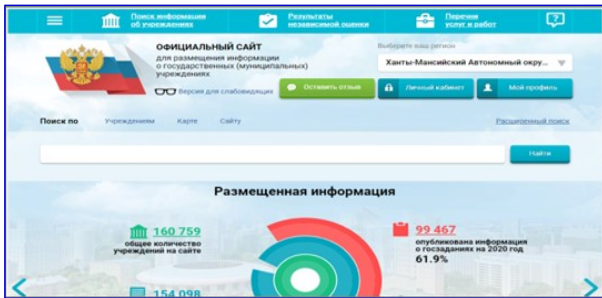 Поиск информации
об учреждениях
Результаты
независимой оценки
Перечни
услуг и работ
ОФИЦИАЛЬНЫЙ САЙТ
для размещения информации
о государственных (муниципальных)
учреждениях
Версия для слабовидящих
Оставить отзыв
Выберите ваш регион
Ханты-Мансийский Автономный окру...
Личный кабинет
Мой профиль
Поиск по
Учреждениям
Карте
Сайту
Расширенный поиск
Найти
Размещенная информация
160 759
общее количество
учреждений на сайте
154 098
99 467
опубликована информация
о госзаданиях на 2020 год
61.9%